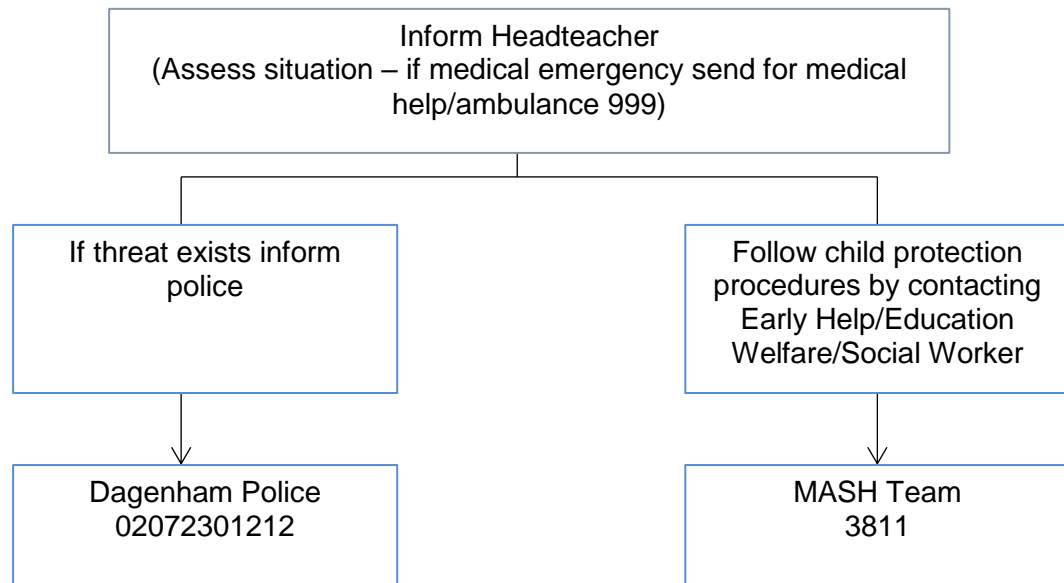 Inform Headteacher
(Assess situation – if medical emergency send for medical
help/ambulance 999)
If threat exists inform
police
Follow child protection
procedures by contacting
Early Help/Education
Welfare/Social Worker
Dagenham Police
02072301212
MASH Team
3811